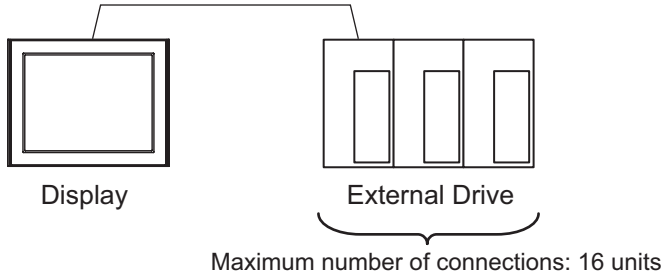 Display
External Drive
Maximum number of connections: 16 units